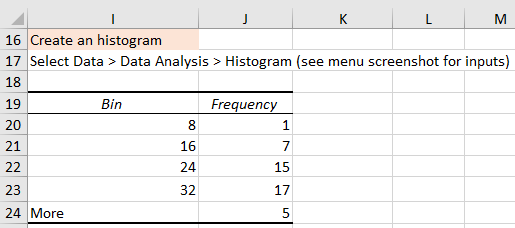 I J K L M
16 Create an histogram
17 Select Data > Data Analysis > Histogram (see menu screenshot for inputs)
18
19 Bin Frequency
20 8 1
21 16 7
22 24 15
23 32 17
24 More 5